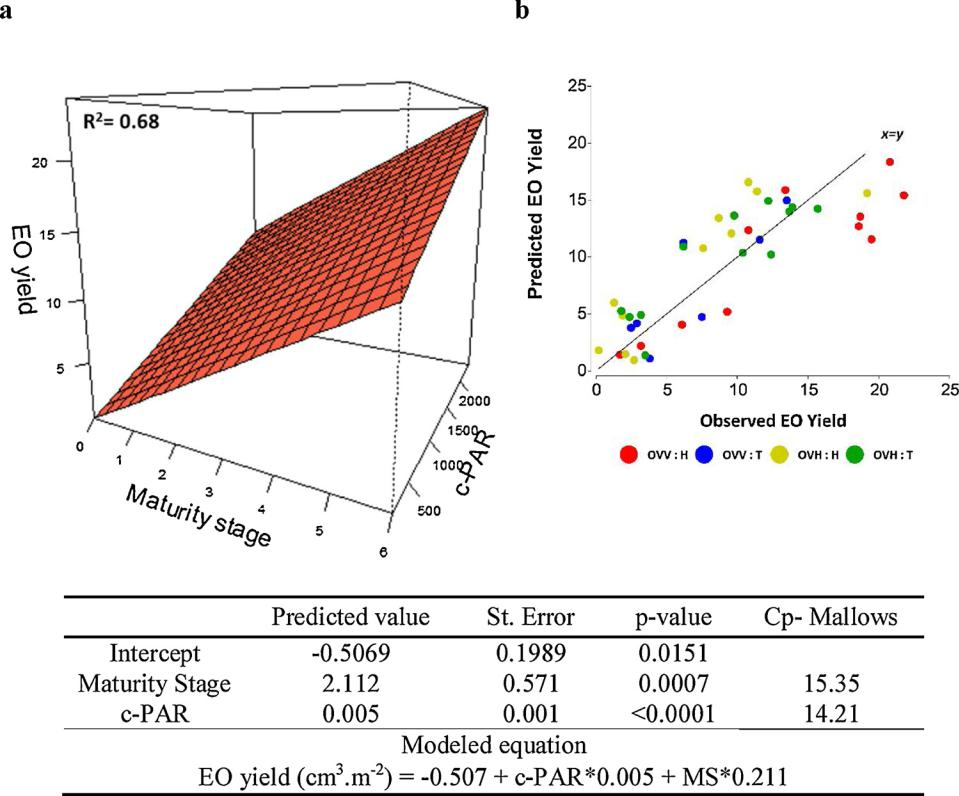 a
R²= 0.68
EO yield
20
15
10
5
0
1
2
3
4
5
6
Maturity stage
500
1000
1500
2000
c-PAR
b
25
20
15
10
5
0
Predicted EO Yield
x=y
0 5 10 15 20 25
Observed EO Yield
OVV : H OVV : T OVH : H OVH : T
Predicted value St. Error p-value Cp- Mallows
Intercept -0.5069 0.1989 0.0151
Maturity Stage 2.112 0.571 0.0007 15.35
c-PAR 0.005 0.001 <0.0001 14.21
Modeled equation
EO yield (cm³.m⁻²) = -0.507 + c-PAR*0.005 + MS*0.211